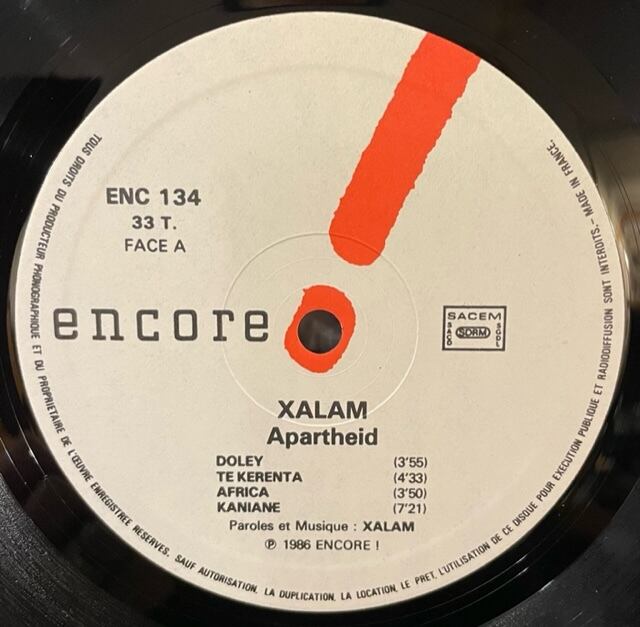 ENC 134
33 T.
FACE A
encore
SACEM
SACD SDRM SGDL
XALAM
Apartheid
DOLEY (3'55)
TE KERENTA (4'33)
AFRICA (3'50)
KANIANE (7'21)
Paroles et Musique : XALAM
℗ 1986 ENCORE !
TOUS DROITS DU PRODUCTEUR PHONOGRAPHIQUE ET DU PROPRIETAIRE DE L'ŒUVRE ENREGISTREE RESERVES. SAUF AUTORISATION, LA DUPLICATION, LA LOCATION, LE PRET, L'UTILISATION DE CE DISQUE POUR EXECUTION PUBLIQUE ET RADIODIFFUSION SONT INTERDITS. – MADE IN FRANCE.